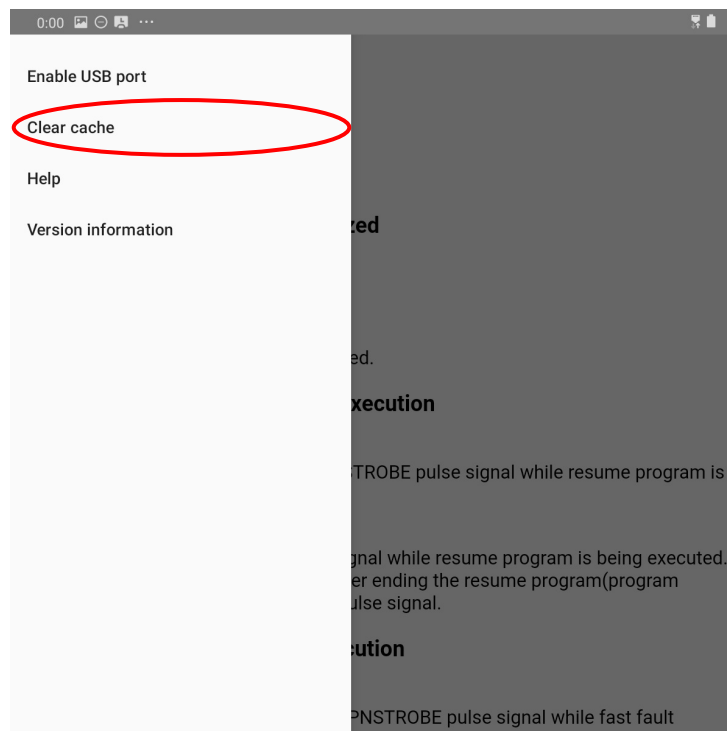 0:00
Enable USB port
Clear cache
Help
Version information
ed.
xecution
TROBE pulse signal while resume program is
gnal while resume program is being executed.
er ending the resume program(program
ulse signal.
cution
PNSTROBE pulse signal while fast fault